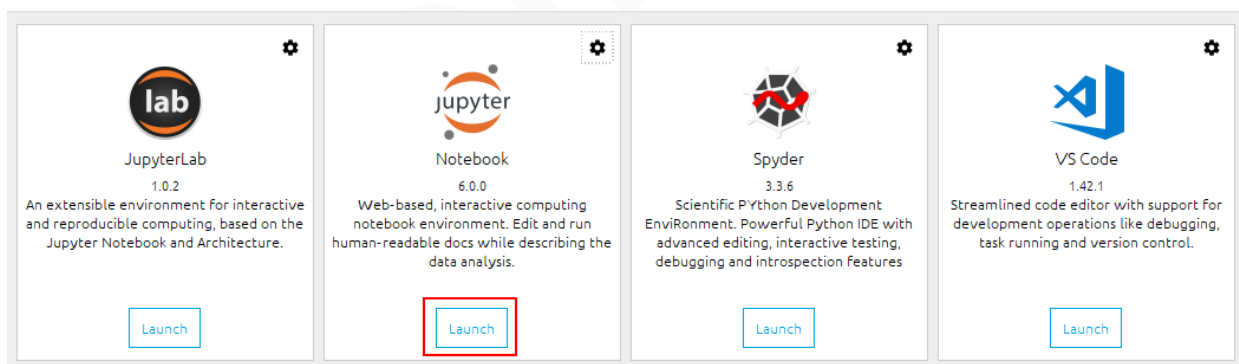 lab
JupyterLab
1.0.2
An extensible environment for interactive
and reproducible computing, based on the
Jupyter Notebook and Architecture.
Launch
jupyter
Notebook
6.0.0
Web-based, interactive computing
notebook environment. Edit and run
human-readable docs while describing the
data analysis.
Launch
Spyder
3.3.6
Scientific PYthon Development
EnviRonment. Powerful Python IDE with
advanced editing, interactive testing,
debugging and introspection features
Launch
VS Code
1.42.1
Streamlined code editor with support for
development operations like debugging,
task running and version control.
Launch